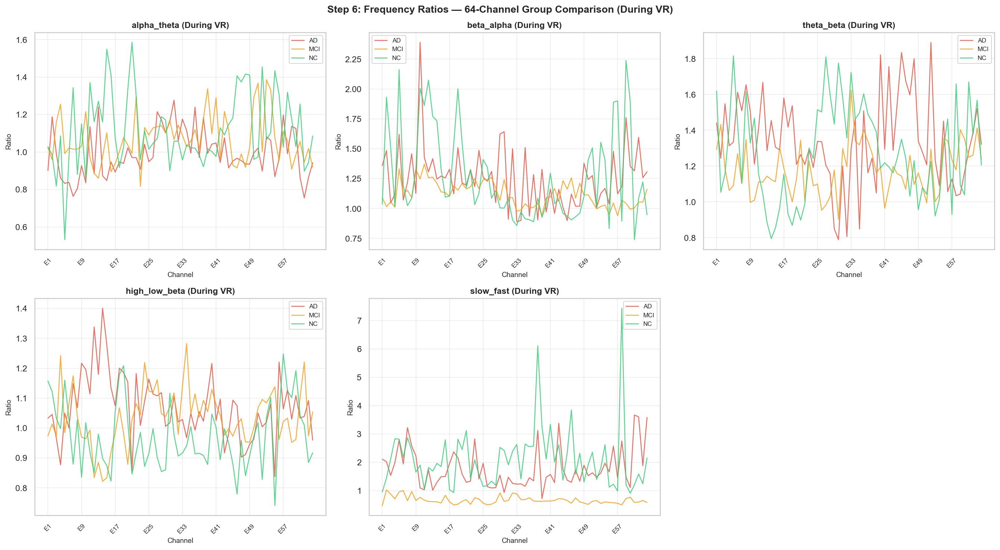 Step 6: Frequency Ratios — 64-Channel Group Comparison (During VR)
alpha_theta (During VR)
1.6
1.4
1.2
1.0
0.8
0.6
Ratio
AD
MCI
NC
E1
E9
E17
E25
E33
E41
E49
E57
Channel
beta_alpha (During VR)
2.25
2.00
1.75
1.50
1.25
1.00
0.75
Ratio
AD
MCI
NC
E1
E9
E17
E25
E33
E41
E49
E57
Channel
theta_beta (During VR)
1.8
1.6
1.4
1.2
1.0
0.8
Ratio
AD
MCI
NC
E1
E9
E17
E25
E33
E41
E49
E57
Channel
high_low_beta (During VR)
1.4
1.3
1.2
1.1
1.0
0.9
0.8
Ratio
AD
MCI
NC
E1
E9
E17
E25
E33
E41
E49
E57
Channel
slow_fast (During VR)
7
6
5
4
3
2
1
Ratio
AD
MCI
NC
E1
E9
E17
E25
E33
E41
E49
E57
Channel